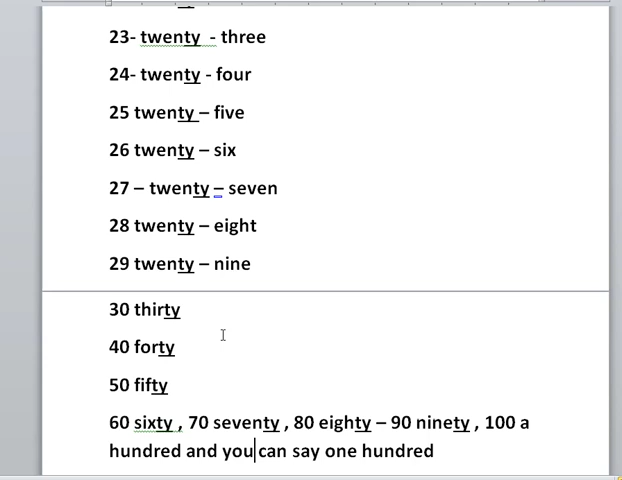 23- twenty - three
24- twenty - four
25 twenty – five
26 twenty – six
27 – twenty – seven
28 twenty – eight
29 twenty – nine
30 thirty
40 forty
50 fifty
60 sixty , 70 seventy , 80 eighty – 90 ninety , 100 a
hundred and you can say one hundred